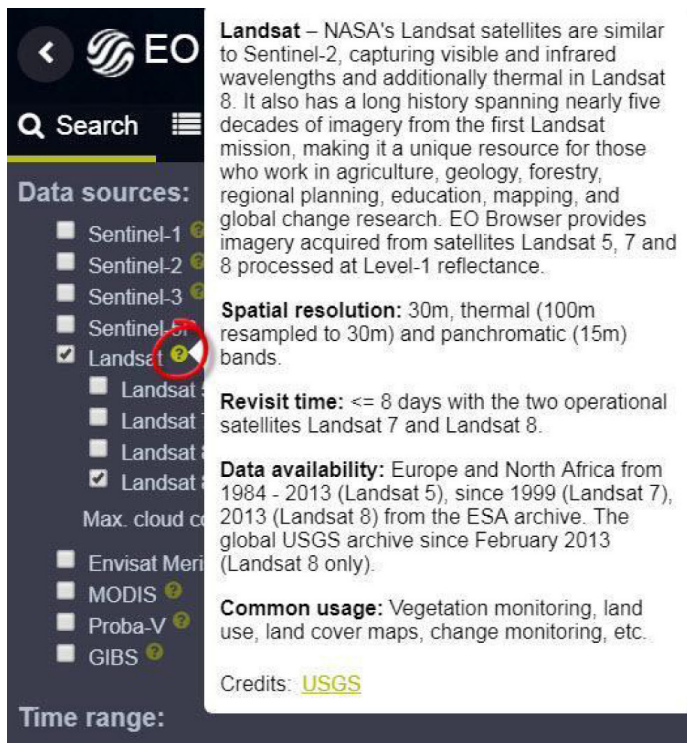 EO
Search
Data sources:
Sentinel-1
Sentinel-2
Sentinel-3
Sentinel-5P
Landsat
Landsat
Landsat
Landsat
Landsat
Max. cloud
Envisat Meri
MODIS
Proba-V
GIBS
Time range:
Landsat – NASA's Landsat satellites are similar
to Sentinel-2, capturing visible and infrared
wavelengths and additionally thermal in Landsat
8. It also has a long history spanning nearly five
decades of imagery from the first Landsat
mission, making it a unique resource for those
who work in agriculture, geology, forestry,
regional planning, education, mapping, and
global change research. EO Browser provides
imagery acquired from satellites Landsat 5, 7 and
8 processed at Level-1 reflectance.
Spatial resolution: 30m, thermal (100m
resampled to 30m) and panchromatic (15m)
bands.
Revisit time: <= 8 days with the two operational
satellites Landsat 7 and Landsat 8.
Data availability: Europe and North Africa from
1984 - 2013 (Landsat 5), since 1999 (Landsat 7),
2013 (Landsat 8) from the ESA archive. The
global USGS archive since February 2013
(Landsat 8 only).
Common usage: Vegetation monitoring, land
use, land cover maps, change monitoring, etc.
Credits: USGS